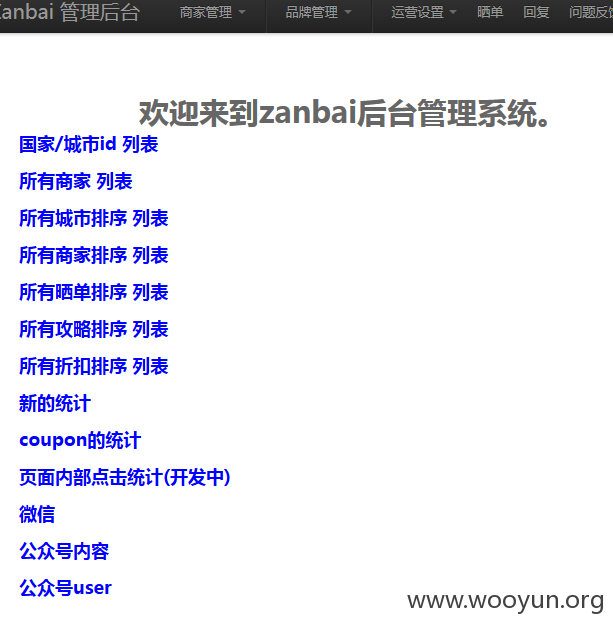 Zanbai 管理后台 商家管理 品牌管理 运营设置 晒单 回复 问题反馈
欢迎来到zanbai后台管理系统。
国家/城市id 列表
所有商家 列表
所有城市排序 列表
所有商家排序 列表
所有晒单排序 列表
所有攻略排序 列表
所有折扣排序 列表
新的统计
coupon的统计
页面内部点击统计(开发中)
微信
公众号内容
公众号user
www.wooyun.org